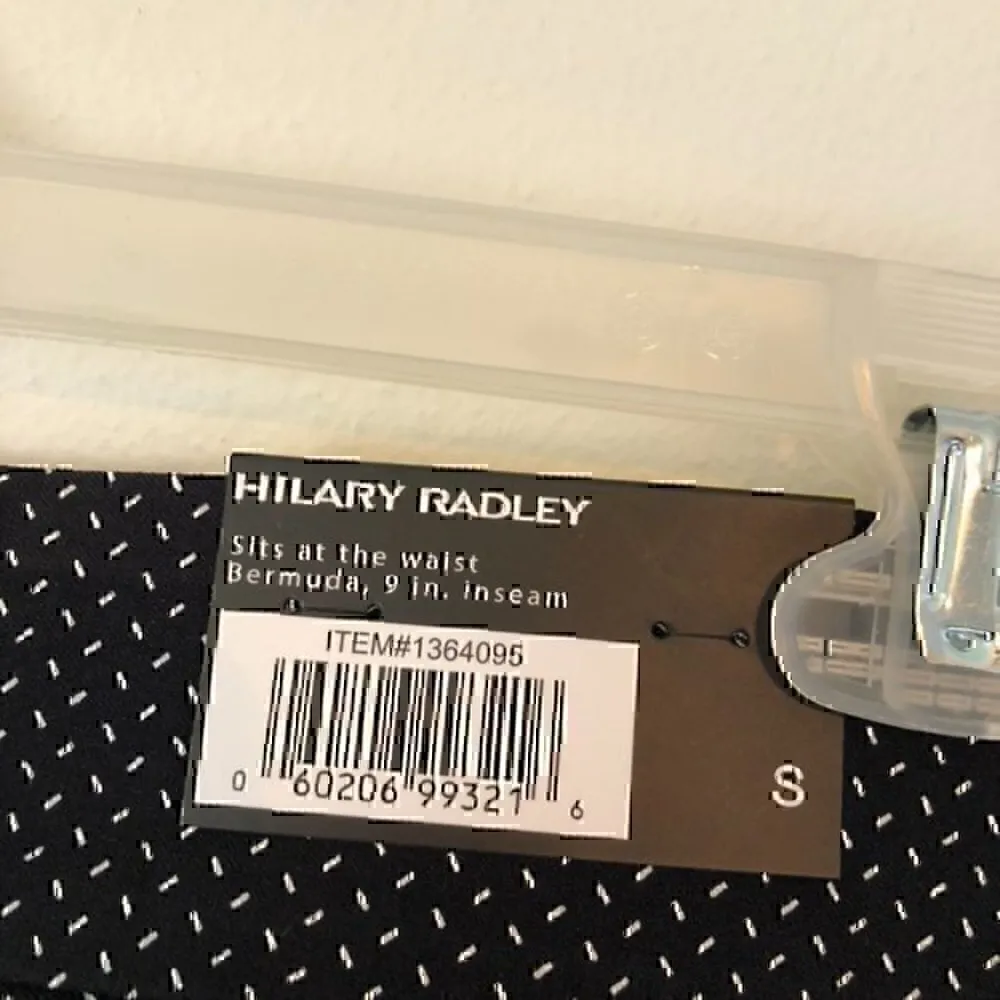 HILARY RADLEY
Sits at the waist
Bermuda, 9 in. inseam
ITEM#1364095
0 60206 99321 6
S